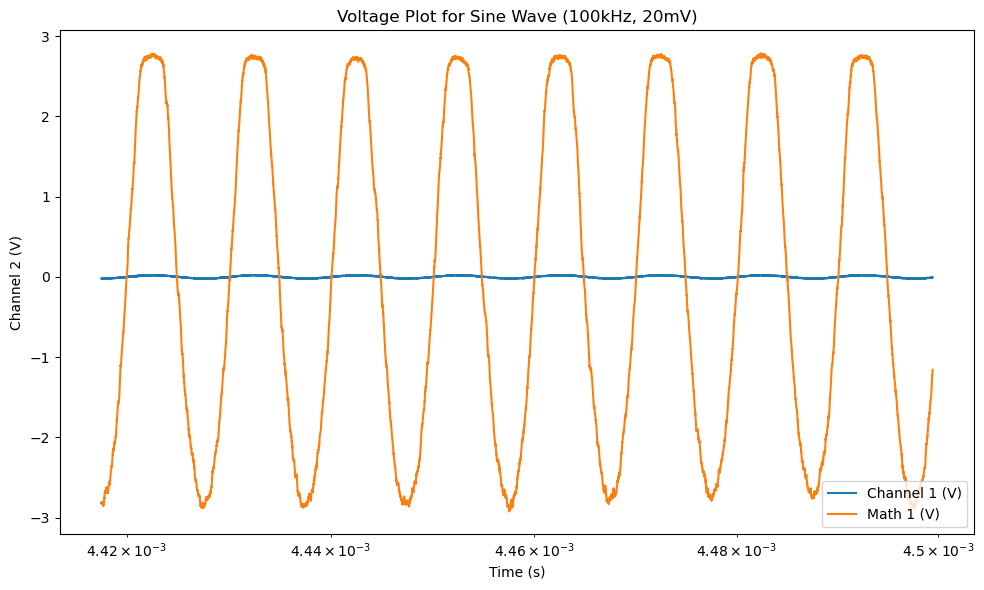 Voltage Plot for Sine Wave (100kHz, 20mV)
Channel 2 (V)
3
2
1
0
−1
−2
−3
Channel 1 (V)
Math 1 (V)
4.42 × 10⁻³
4.44 × 10⁻³
4.46 × 10⁻³
4.48 × 10⁻³
4.5 × 10⁻³
Time (s)